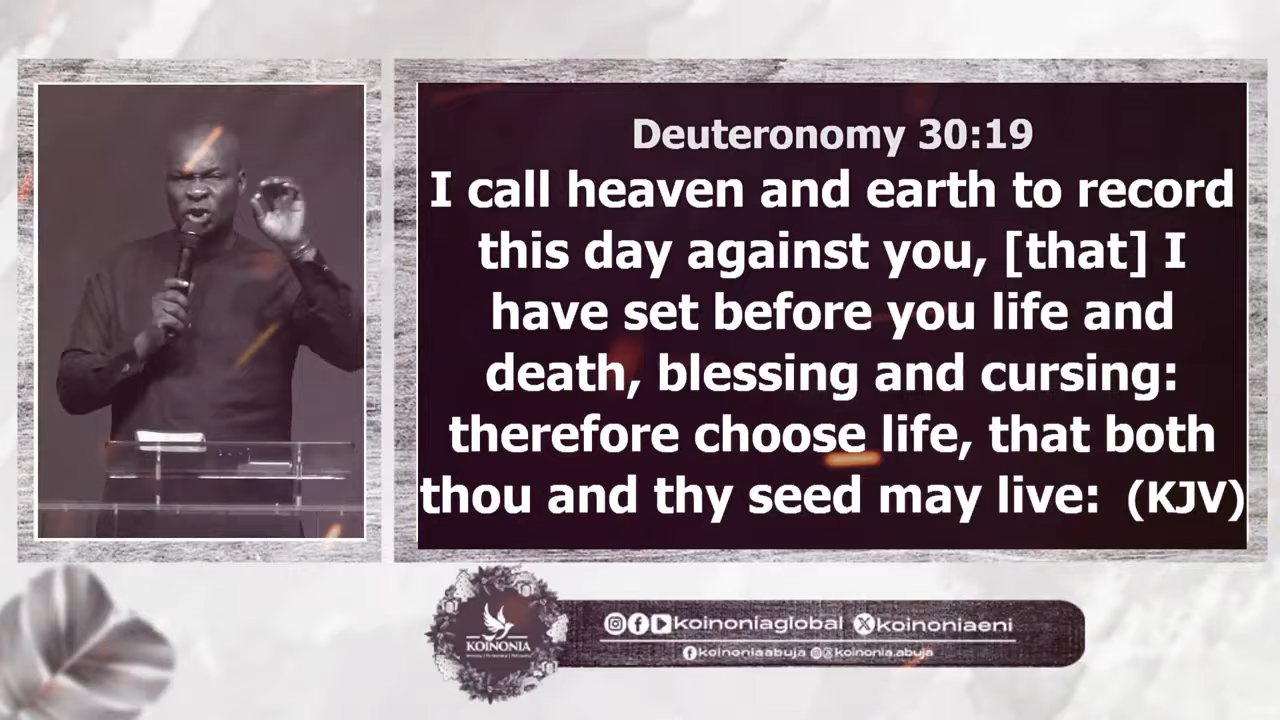 Deuteronomy 30:19
I call heaven and earth to record
this day against you, [that] I
have set before you life and
death, blessing and cursing:
therefore choose life, that both
thou and thy seed may live: (KJV)
koinoniaglobal koinoniaeni
koinoniaabuja @koinonia.abuja
KOINONIA